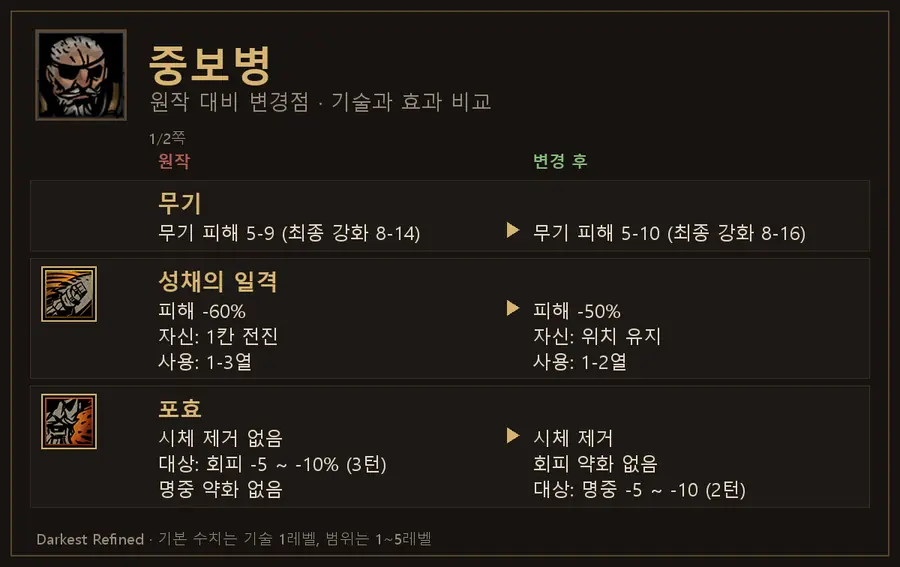 중보병
원작 대비 변경점 · 기술과 효과 비교
1/2쪽
원작 변경 후
무기
무기 피해 5-9 (최종 강화 8-14) ▶ 무기 피해 5-10 (최종 강화 8-16)
성채의 일격
피해 -60% ▶ 피해 -50%
자신: 1칸 전진 자신: 위치 유지
사용: 1-3열 사용: 1-2열
포효
시체 제거 없음 ▶ 시체 제거
대상: 회피 -5 ~ -10% (3턴) 회피 약화 없음
명중 약화 없음 대상: 명중 -5 ~ -10 (2턴)
Darkest Refined · 기본 수치는 기술 1레벨, 범위는 1~5레벨